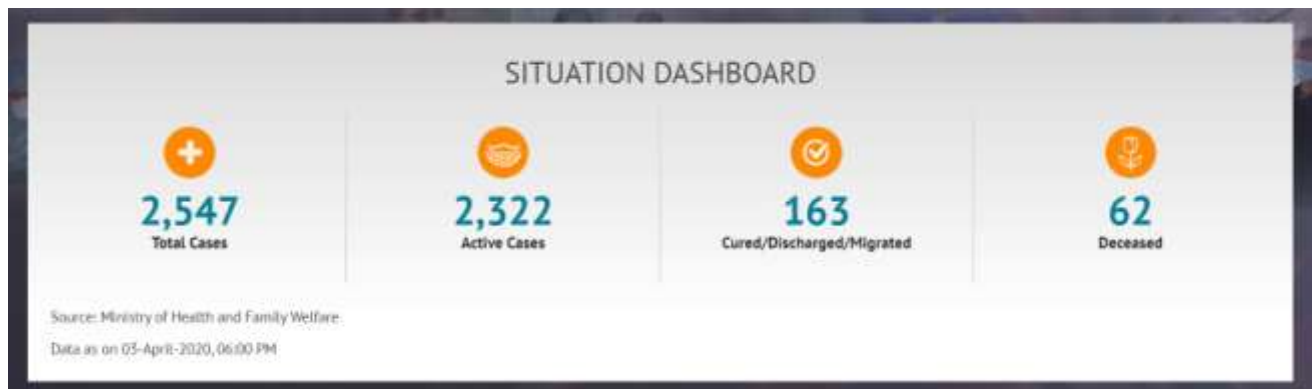 SITUATION DASHBOARD
2,547
Total Cases
2,322
Active Cases
163
Cured/Discharged/Migrated
62
Deceased
Source: Ministry of Health and Family Welfare
Data as on 03-April-2020, 06:00 PM